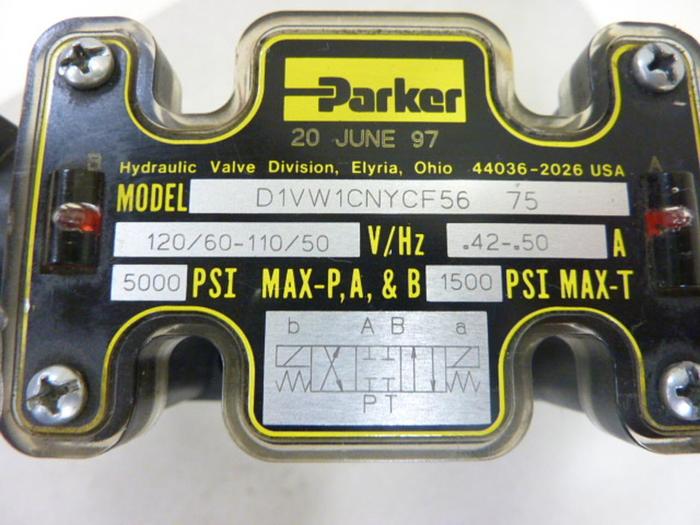 Parker
20 JUNE 97
Hydraulic Valve Division, Elyria, Ohio 44036-2026 USA
MODEL D1VW1CNYCF56 75
120/60-110/50 V/Hz .42-.50 A
5000 PSI MAX-P,A, & B 1500 PSI MAX-T
b A B a
P T
B
A